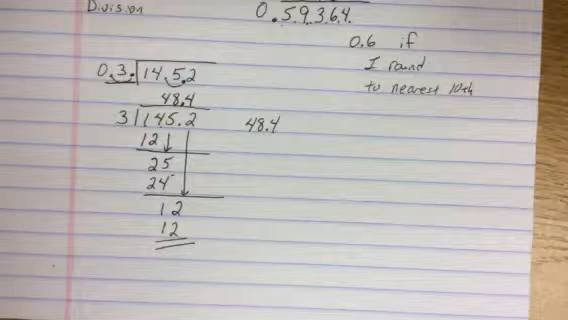 Division
0.59364
0.6 if
I round
to nearest 10th
0.3. 14.5.2
48.4
3 145.2 48.4
12
25
24
12
12